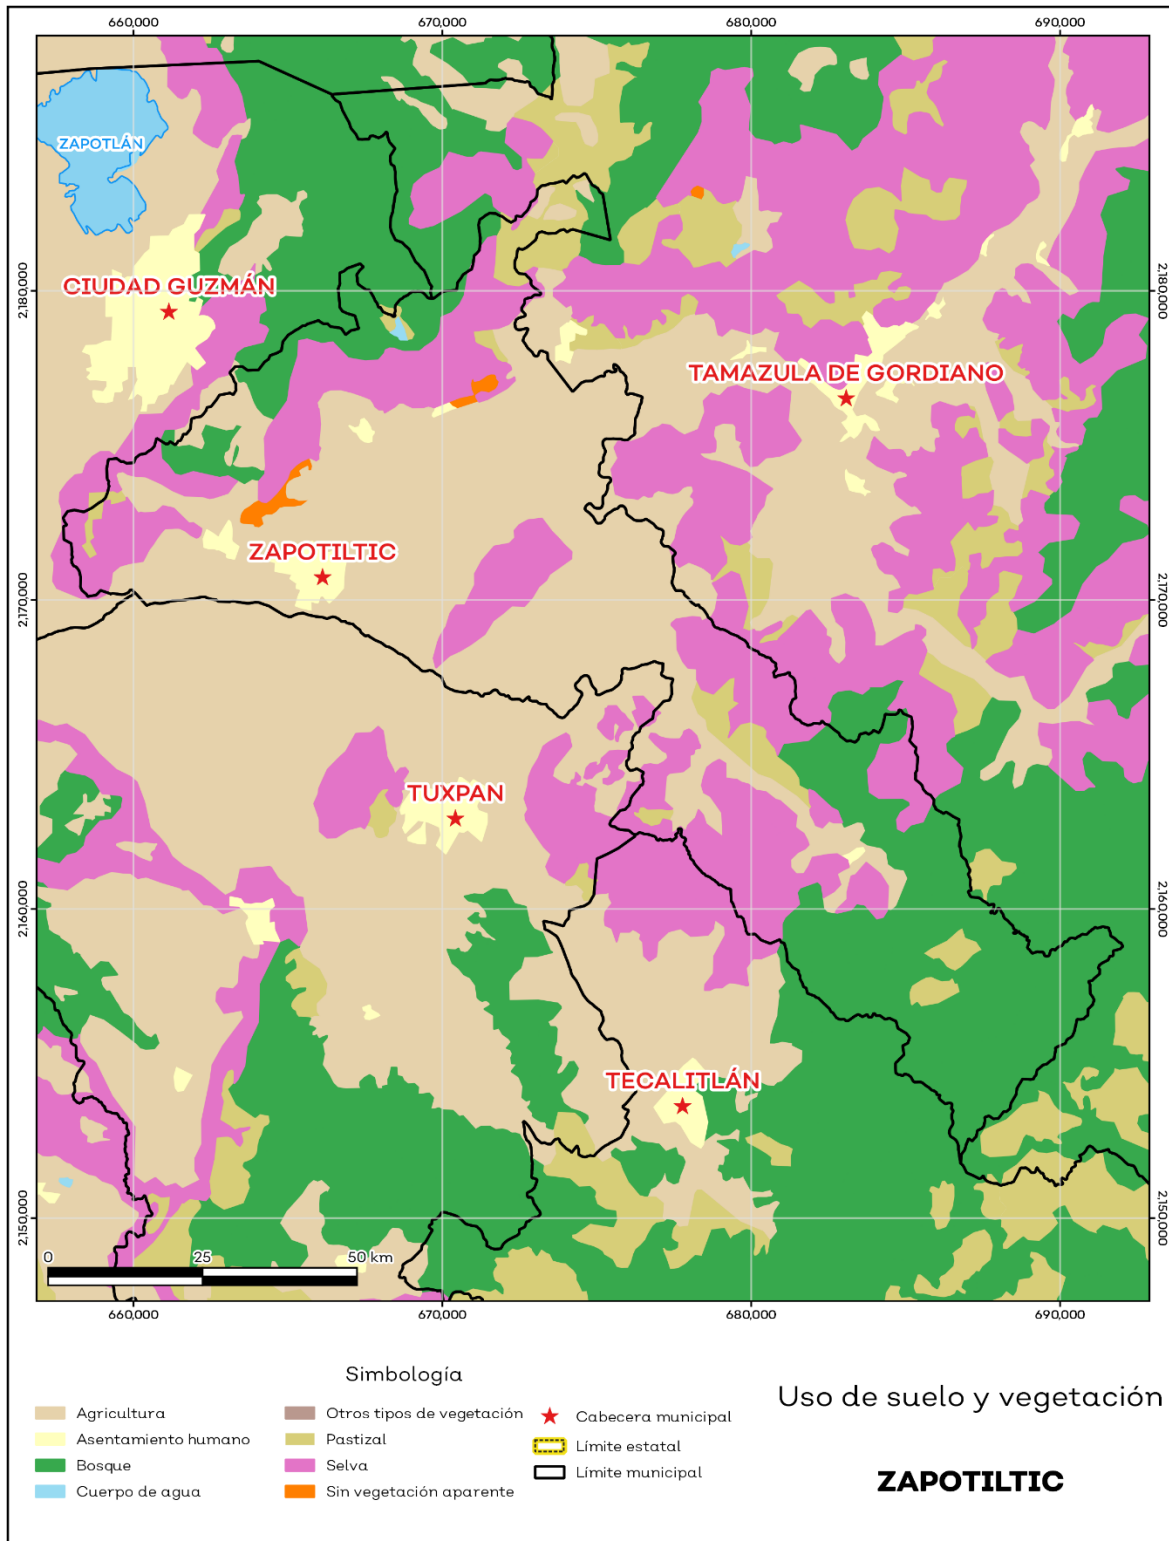 660,000 670,000 680,000 690,000
ZAPOTLÁN
2,180,000 2,180,000
CIUDAD GUZMÁN
TAMAZULA DE GORDIANO
ZAPOTILTIC
2,170,000 2,170,000
TUXPAN
2,160,000 2,160,000
TECALITLÁN
2,150,000 2,150,000
0 25 50 km
660,000 670,000 680,000 690,000
Simbología
Agricultura
Asentamiento humano
Bosque
Cuerpo de agua
Otros tipos de vegetación
Pastizal
Selva
Sin vegetación aparente
Cabecera municipal
Límite estatal
Límite municipal
Uso de suelo y vegetación
ZAPOTILTIC